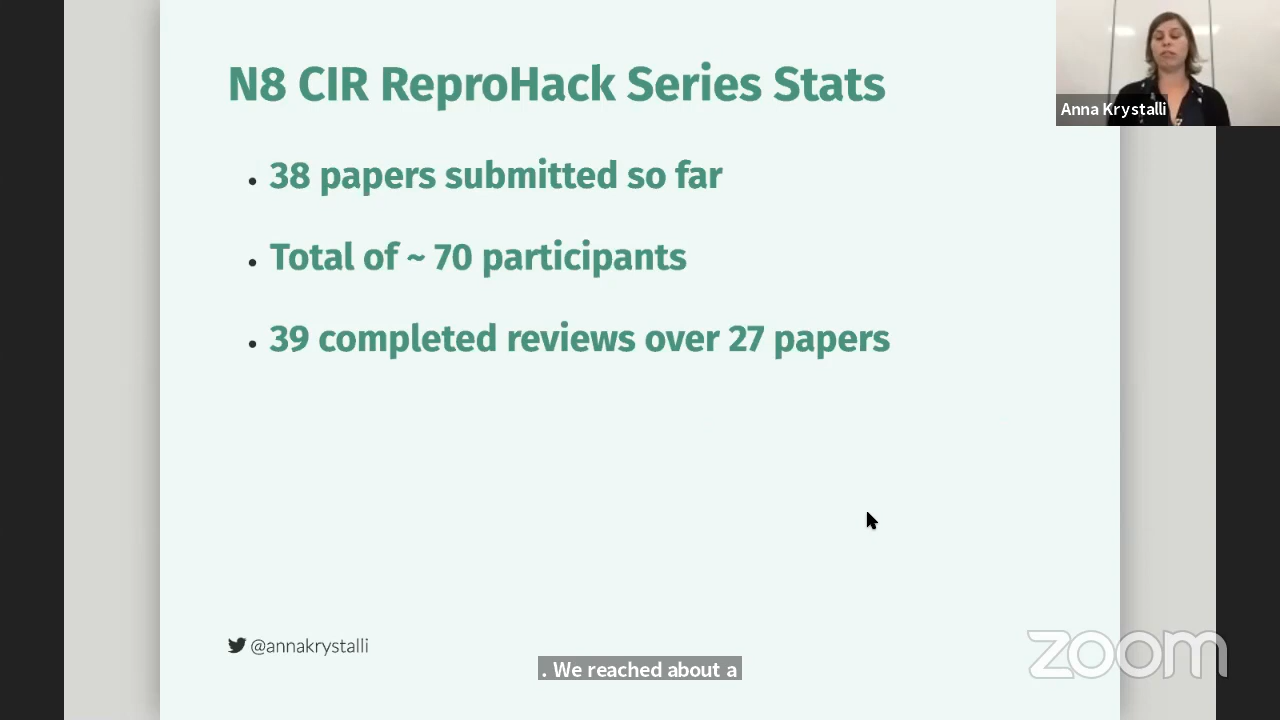 N8 CIR ReproHack Series Stats
Anna Krystalli
• 38 papers submitted so far
• Total of ~ 70 participants
• 39 completed reviews over 27 papers
@annakrystalli
zoom
. We reached about a